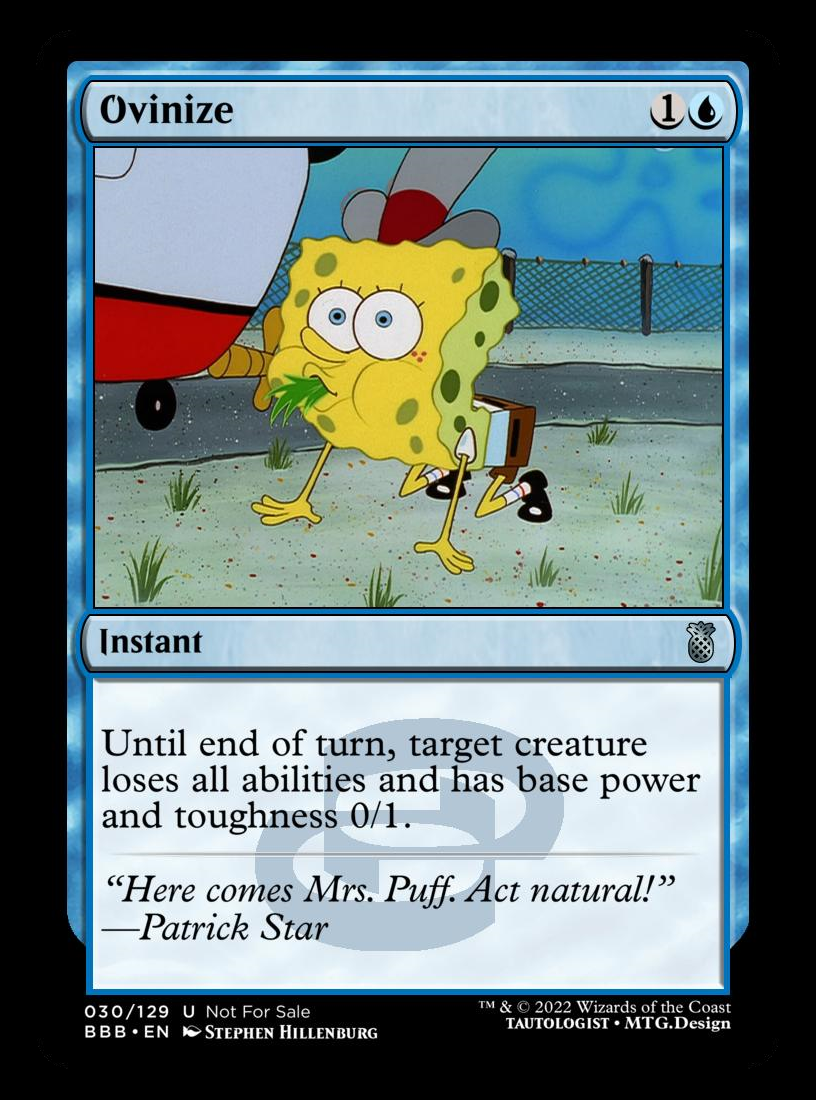 Ovinize 1
Instant
Until end of turn, target creature
loses all abilities and has base power
and toughness 0/1.
“Here comes Mrs. Puff. Act natural!”
—Patrick Star
030/129 U Not For Sale
BBB • EN Stephen Hillenburg
™ & © 2022 Wizards of the Coast
TAUTOLOGIST • MTG.Design